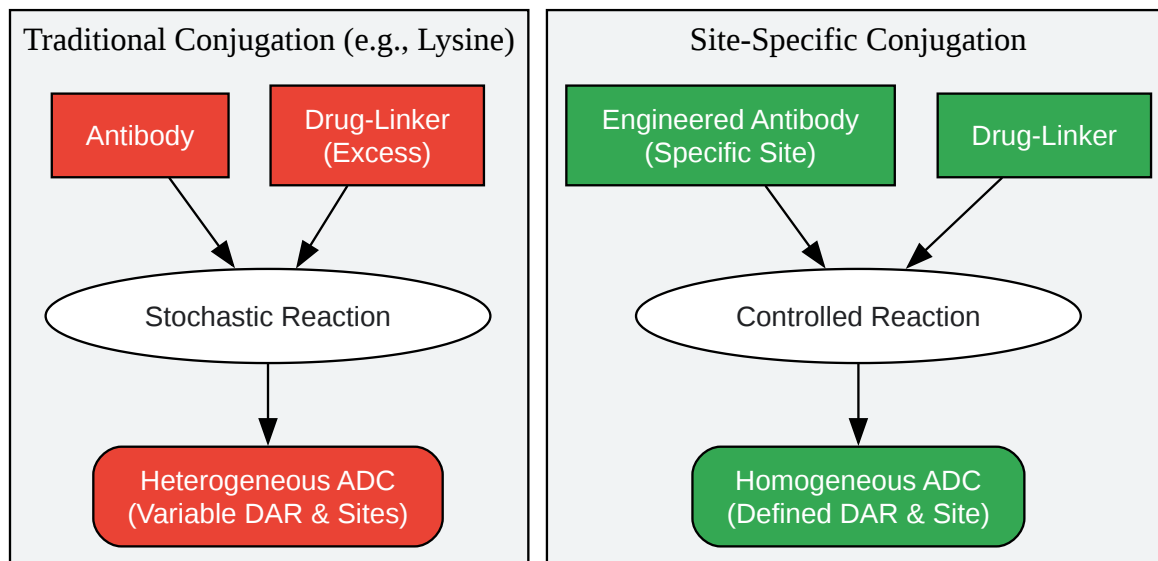 Traditional Conjugation (e.g., Lysine)
Antibody
Drug-Linker
(Excess)
Stochastic Reaction
Heterogeneous ADC
(Variable DAR & Sites)
Site-Specific Conjugation
Engineered Antibody
(Specific Site)
Drug-Linker
Controlled Reaction
Homogeneous ADC
(Defined DAR & Site)